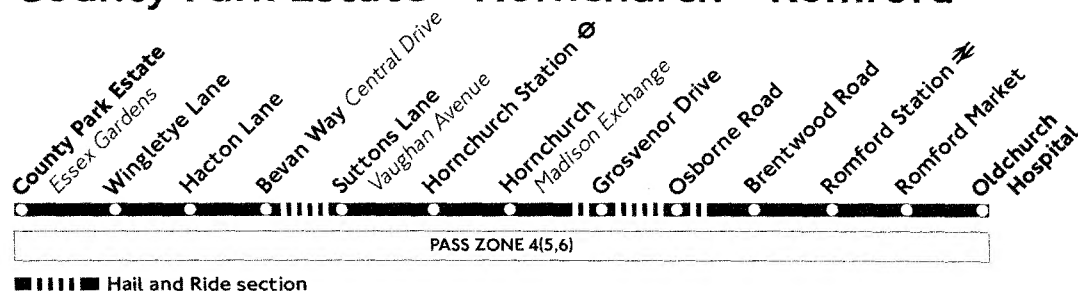 County Park Estate
Essex Gardens
Wingletye Lane
Hacton Lane
Bevan Way Central Drive
Suttons Lane
Vaughan Avenue
Hornchurch Station
Hornchurch
Madison Exchange
Grosvenor Drive
Osborne Road
Brentwood Road
Romford Station
Romford Market
Oldchurch
Hospital
PASS ZONE 4(5,6)
Hail and Ride section